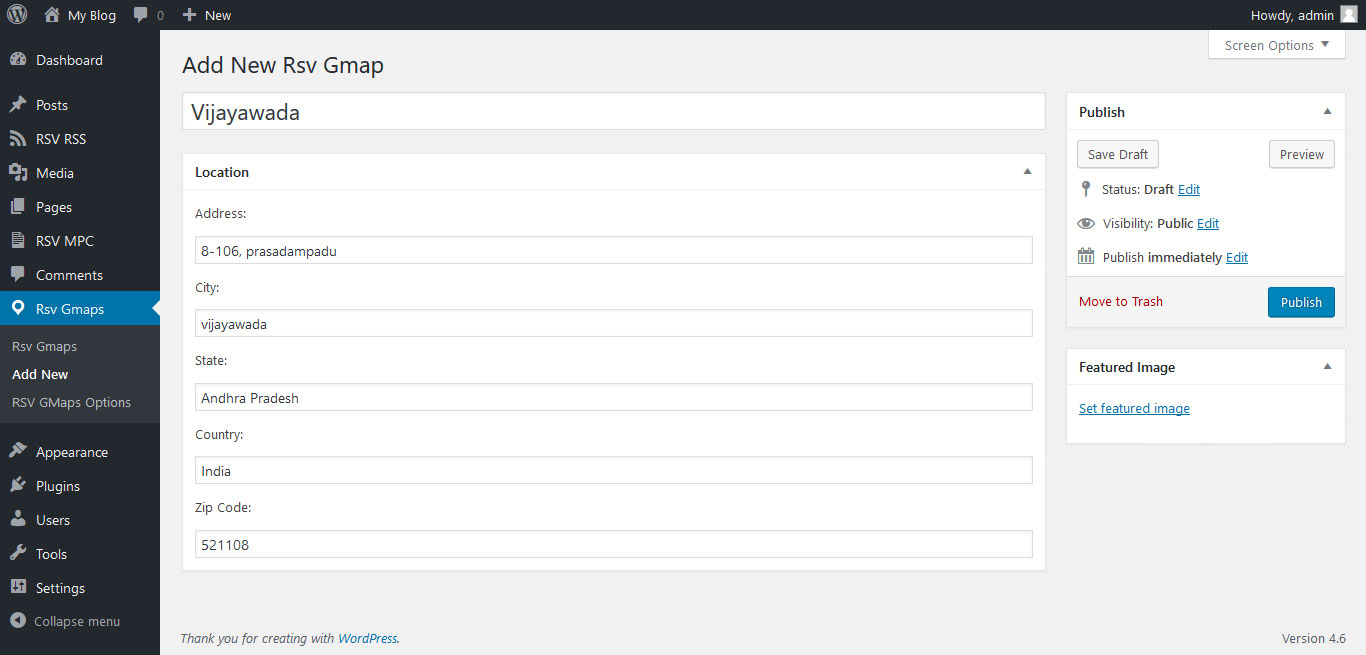 My Blog 0 New Howdy, admin
Dashboard
Posts
RSV RSS
Media
Pages
RSV MPC
Comments
Rsv Gmaps
Rsv Gmaps
Add New
RSV GMaps Options
Appearance
Plugins
Users
Tools
Settings
Collapse menu
Screen Options
Add New Rsv Gmap
Vijayawada
Location
Address:
8-106, prasadampadu
City:
vijayawada
State:
Andhra Pradesh
Country:
India
Zip Code:
521108
Publish
Save Draft Preview
Status: Draft Edit
Visibility: Public Edit
Publish immediately Edit
Move to Trash Publish
Featured Image
Set featured image
Thank you for creating with WordPress. Version 4.6